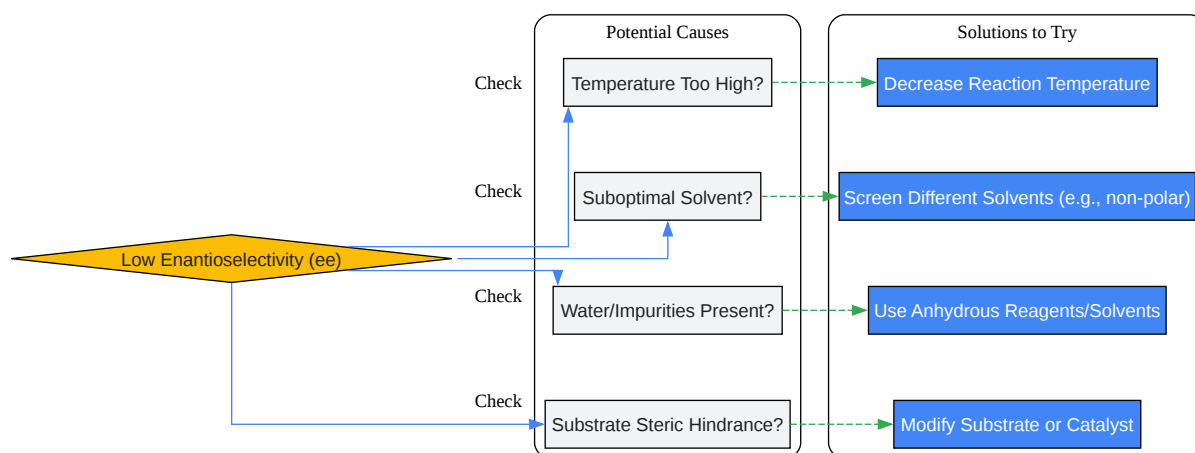 Potential Causes
Solutions to Try
Check
Temperature Too High?
Decrease Reaction Temperature
Check
Suboptimal Solvent?
Screen Different Solvents (e.g., non-polar)
Low Enantioselectivity (ee)
Check
Water/Impurities Present?
Use Anhydrous Reagents/Solvents
Check
Substrate Steric Hindrance?
Modify Substrate or Catalyst